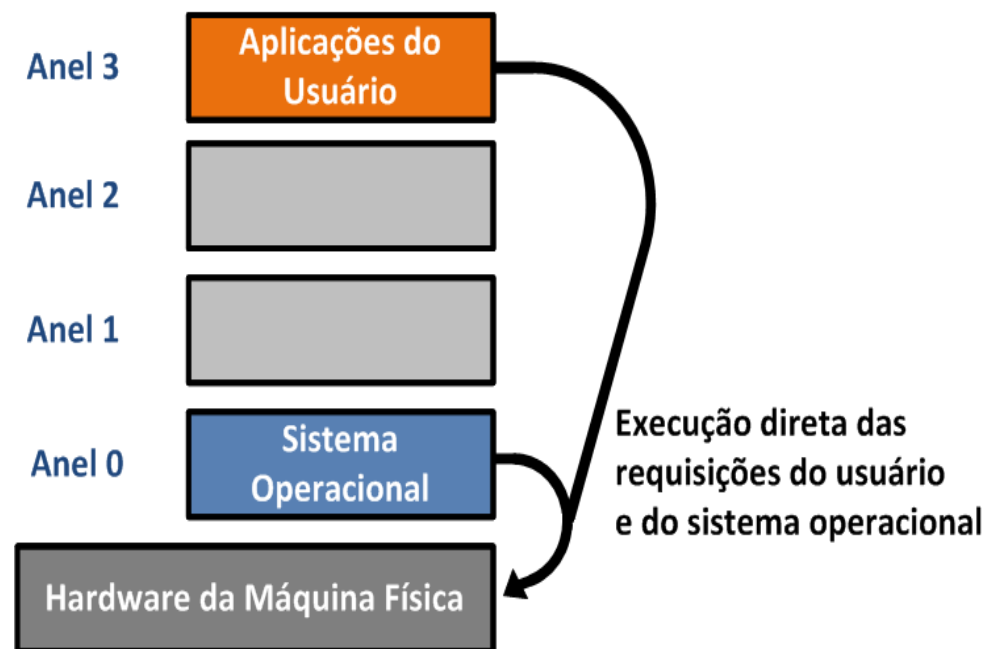 Anel 3
Aplicações do
Usuário
Anel 2
Anel 1
Anel 0
Sistema
Operacional
Execução direta das
requisições do usuário
e do sistema operacional
Hardware da Máquina Física